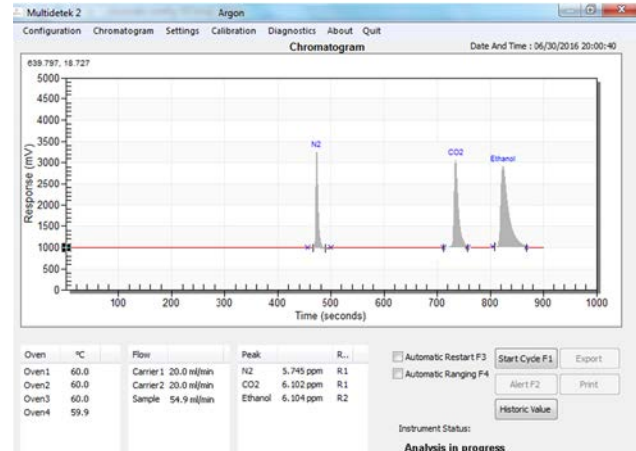 Multidetek 2 Argon
Configuration Chromatogram Settings Calibration Diagnostics About Quit
Chromatogram Date And Time : 06/30/2016 20:00:40
639.797, 18.727
5000
4500
4000
3500
3000
2500
2000
1500
1000
500
0
Response (mV)
N2
CO2
Ethanol
100 200 300 400 500 600 700 800 900 1000
Time (seconds)
Oven °C
Oven1 60.0
Oven2 60.0
Oven3 60.0
Oven4 59.9
Flow
Carrier1 20.0 ml/min
Carrier2 20.0 ml/min
Sample 54.9 ml/min
Peak R...
N2 5.745 ppm R1
CO2 6.102 ppm R1
Ethanol 6.104 ppm R2
Automatic Restart F3
Automatic Ranging F4
Start Cycle F1 Export
Alert F2 Print
Historic Value
Instrument Status:
Analysis in progress